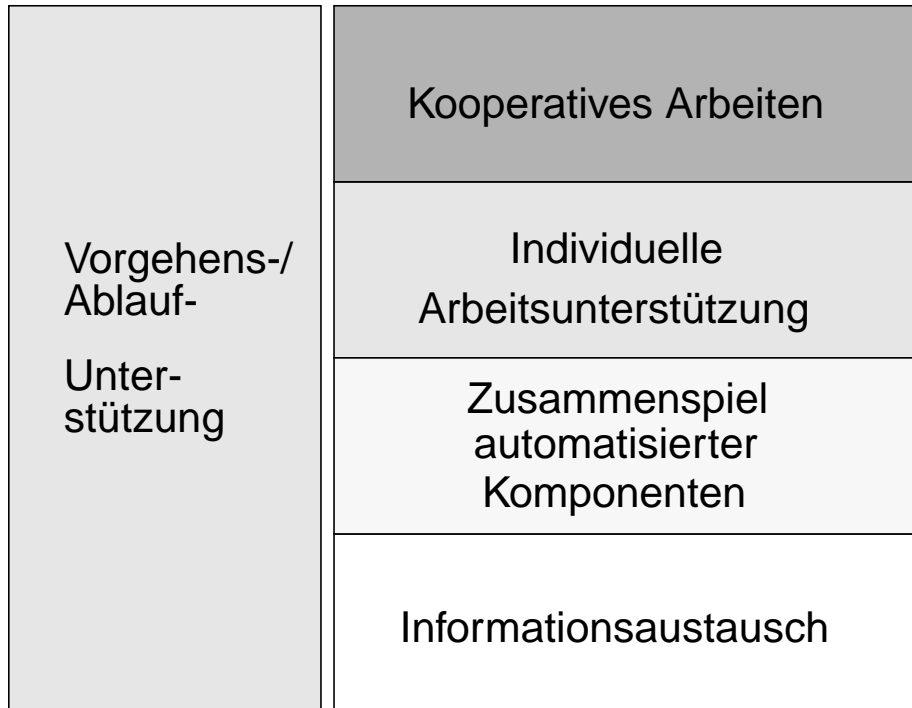 Vorgehens-/
Ablauf-
Unter-
stützung
Kooperatives Arbeiten
Individuelle
Arbeitsunterstützung
Zusammenspiel
automatisierter
Komponenten
Informationsaustausch